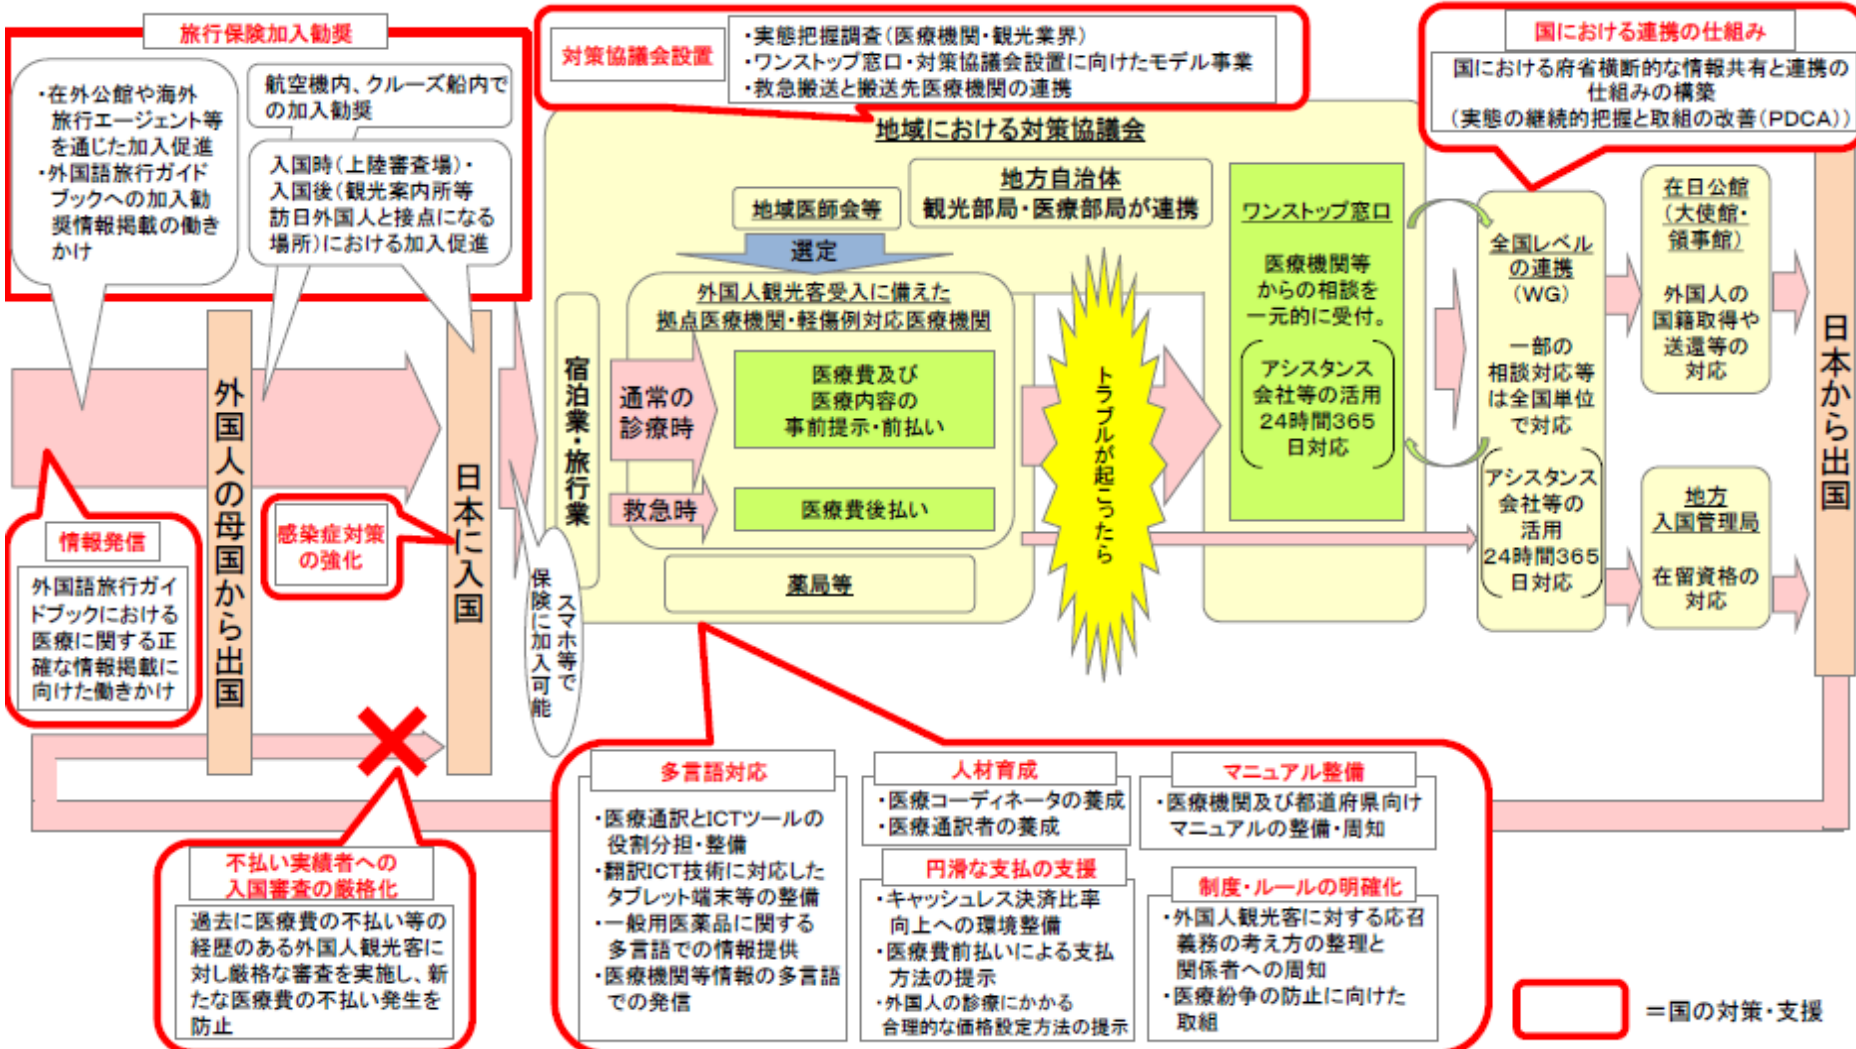 旅行保険加入勧奨
・在外公館や海外
旅行エージェント等
を通じた加入促進
・外国語旅行ガイド
ブックへの加入勧
奨情報掲載の働き
かけ
航空機内、クルーズ船内で
の加入勧奨
入国時(上陸審査場)・
入国後(観光案内所等
訪日外国人と接点になる
場所)における加入促進
対策協議会設置
・実態把握調査(医療機関・観光業界)
・ワンストップ窓口・対策協議会設置に向けたモデル事業
・救急搬送と搬送先医療機関の連携
国における連携の仕組み
国における府省横断的な情報共有と連携の
仕組みの構築
(実態の継続的把握と取組の改善(PDCA))
外国人の母国から出国
日本に入国
情報発信
外国語旅行ガイ
ドブックにおける
医療に関する正
確な情報掲載に
向けた働きかけ
感染症対策
の強化
スマホ等で
保険に加入可能
地域における対策協議会
地方自治体
観光部局・医療部局が連携
地域医師会等
選定
宿泊業・旅行業
外国人観光客受入に備えた
拠点医療機関・軽傷例対応医療機関
通常の
診療時
医療費及び
医療内容の
事前提示・前払い
救急時
医療費後払い
薬局等
トラブルが起こったら
ワンストップ窓口
医療機関等
からの相談を
一元的に受付。
アシスタンス
会社等の活用
24時間365
日対応
全国レベル
の連携
(WG)
一部の
相談対応等
は全国単位
で対応
アシスタンス
会社等の
活用
24時間365
日対応
在日公館
(大使館・
領事館)
外国人の
国籍取得や
送還等の
対応
地方
入国管理局
在留資格の
対応
日本から出国
不払い実績者への
入国審査の厳格化
過去に医療費の不払い等の
経歴のある外国人観光客に
対し厳格な審査を実施し、新
たな医療費の不払い発生を
防止
多言語対応
・医療通訳とICTツールの
役割分担・整備
・翻訳ICT技術に対応した
タブレット端末等の整備
・一般用医薬品に関する
多言語での情報提供
・医療機関等情報の多言語
での発信
人材育成
・医療コーディネータの養成
・医療通訳者の養成
円滑な支払の支援
・キャッシュレス決済比率
向上への環境整備
・医療費前払いによる支払
方法の提示
・外国人の診療にかかる
合理的な価格設定方法の提示
マニュアル整備
・医療機関及び都道府県向け
マニュアルの整備・周知
制度・ルールの明確化
・外国人観光客に対する応召
義務の考え方の整理と
関係者への周知
・医療紛争の防止に向けた
取組
＝国の対策・支援